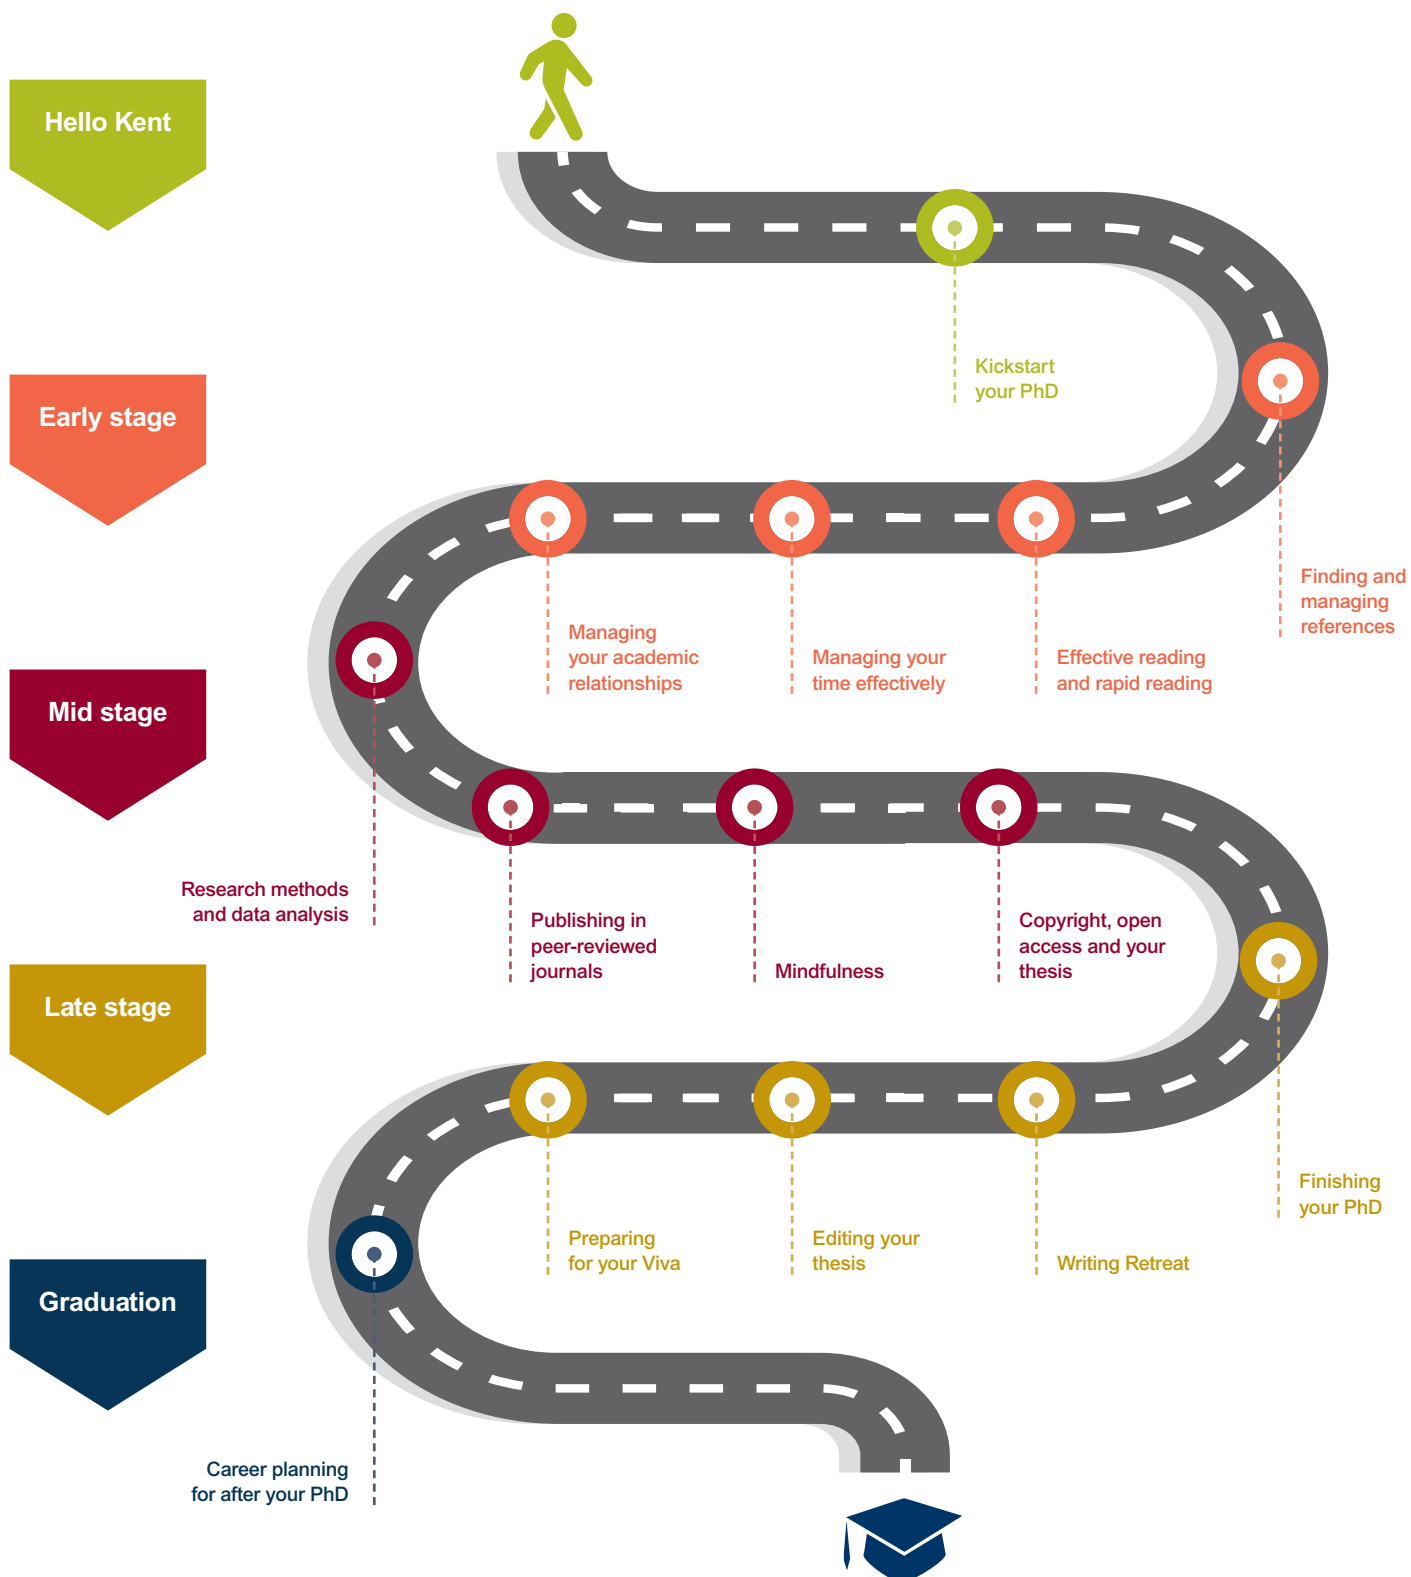 Hello Kent
Kickstart
your PhD
Early stage
Finding and
managing
references
Effective reading
and rapid reading
Managing your
time effectively
Managing
your academic
relationships
Mid stage
Research methods
and data analysis
Publishing in
peer-reviewed
journals
Mindfulness
Copyright, open
access and your
thesis
Late stage
Finishing
your PhD
Writing Retreat
Editing your
thesis
Preparing
for your Viva
Graduation
Career planning
for after your PhD